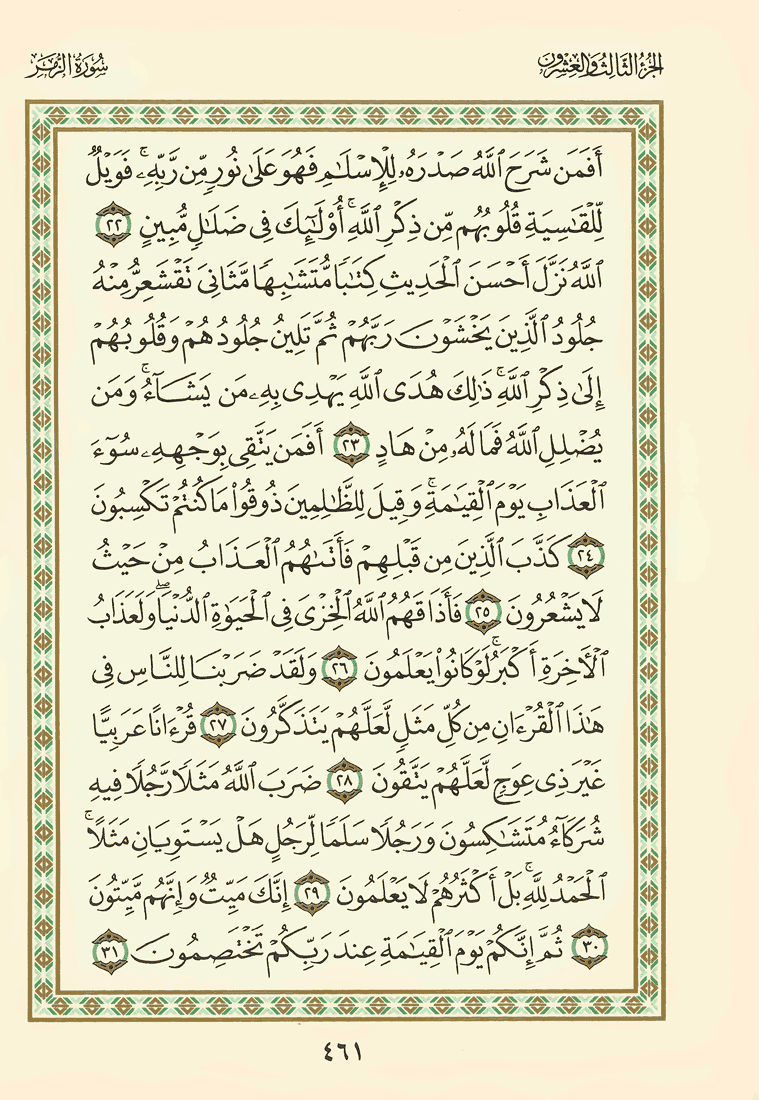 الجزء الثالث والعشرون
سورة الزمر
أَفَمَن شَرَحَ ٱللَّهُ صَدْرَهُۥ لِلْإِسْلَٰمِ فَهُوَ عَلَىٰ نُورٍ مِّن رَّبِّهِۦ ۚ فَوَيْلٌ
لِّلْقَٰسِيَةِ قُلُوبُهُم مِّن ذِكْرِ ٱللَّهِ ۚ أُو۟لَٰٓئِكَ فِى ضَلَٰلٍ مُّبِينٍ ٢٢
ٱللَّهُ نَزَّلَ أَحْسَنَ ٱلْحَدِيثِ كِتَٰبًا مُّتَشَٰبِهًا مَّثَانِىَ تَقْشَعِرُّ مِنْهُ
جُلُودُ ٱلَّذِينَ يَخْشَوْنَ رَبَّهُمْ ثُمَّ تَلِينُ جُلُودُهُمْ وَقُلُوبُهُمْ
إِلَىٰ ذِكْرِ ٱللَّهِ ۚ ذَٰلِكَ هُدَى ٱللَّهِ يَهْدِى بِهِۦ مَن يَشَآءُ ۚ وَمَن
يُضْلِلِ ٱللَّهُ فَمَا لَهُۥ مِنْ هَادٍ ٢٣ أَفَمَن يَتَّقِى بِوَجْهِهِۦ سُوٓءَ
ٱلْعَذَابِ يَوْمَ ٱلْقِيَٰمَةِ ۚ وَقِيلَ لِلظَّٰلِمِينَ ذُوقُوا۟ مَا كُنتُمْ تَكْسِبُونَ
٢٤ كَذَّبَ ٱلَّذِينَ مِن قَبْلِهِمْ فَأَتَىٰهُمُ ٱلْعَذَابُ مِنْ حَيْثُ
لَا يَشْعُرُونَ ٢٥ فَأَذَاقَهُمُ ٱللَّهُ ٱلْخِزْىَ فِى ٱلْحَيَوٰةِ ٱلدُّنْيَا ۖ وَلَعَذَابُ
ٱلْءَاخِرَةِ أَكْبَرُ ۚ لَوْ كَانُوا۟ يَعْلَمُونَ ٢٦ وَلَقَدْ ضَرَبْنَا لِلنَّاسِ فِى
هَٰذَا ٱلْقُرْءَانِ مِن كُلِّ مَثَلٍ لَّعَلَّهُمْ يَتَذَكَّرُونَ ٢٧ قُرْءَانًا عَرَبِيًّا
غَيْرَ ذِى عِوَجٍ لَّعَلَّهُمْ يَتَّقُونَ ٢٨ ضَرَبَ ٱللَّهُ مَثَلًا رَّجُلًا فِيهِ
شُرَكَآءُ مُتَشَٰكِسُونَ وَرَجُلًا سَلَمًا لِّرَجُلٍ هَلْ يَسْتَوِيَانِ مَثَلًا ۚ
ٱلْحَمْدُ لِلَّهِ ۚ بَلْ أَكْثَرُهُمْ لَا يَعْلَمُونَ ٢٩ إِنَّكَ مَيِّتٌ وَإِنَّهُم مَّيِّتُونَ
٣٠ ثُمَّ إِنَّكُمْ يَوْمَ ٱلْقِيَٰمَةِ عِندَ رَبِّكُمْ تَخْتَصِمُونَ ٣١
٤٦١